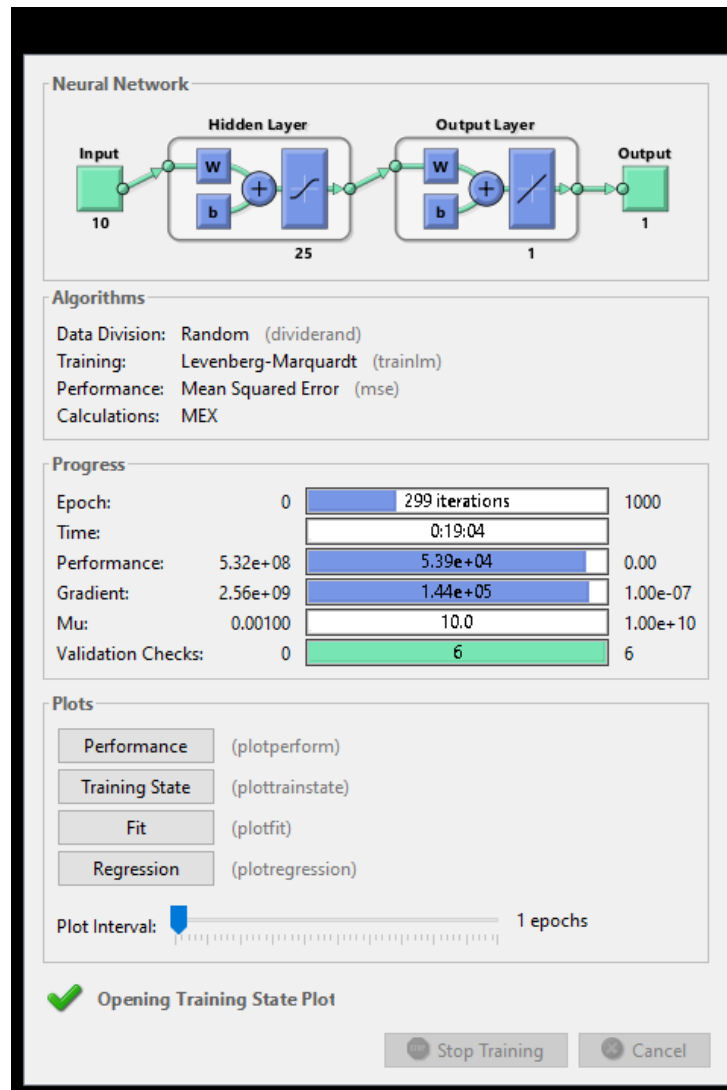 Neural Network
Hidden Layer Output Layer
Input Output
W W
b b
10 25 1 1
Algorithms
Data Division: Random (dividerand)
Training: Levenberg-Marquardt (trainlm)
Performance: Mean Squared Error (mse)
Calculations: MEX
Progress
Epoch: 0 299 iterations 1000
Time: 0:19:04
Performance: 5.32e+08 5.39e+04 0.00
Gradient: 2.56e+09 1.44e+05 1.00e-07
Mu: 0.00100 10.0 1.00e+10
Validation Checks: 0 6 6
Plots
Performance (plotperform)
Training State (plottrainstate)
Fit (plotfit)
Regression (plotregression)
Plot Interval: 1 epochs
Opening Training State Plot
Stop Training Cancel